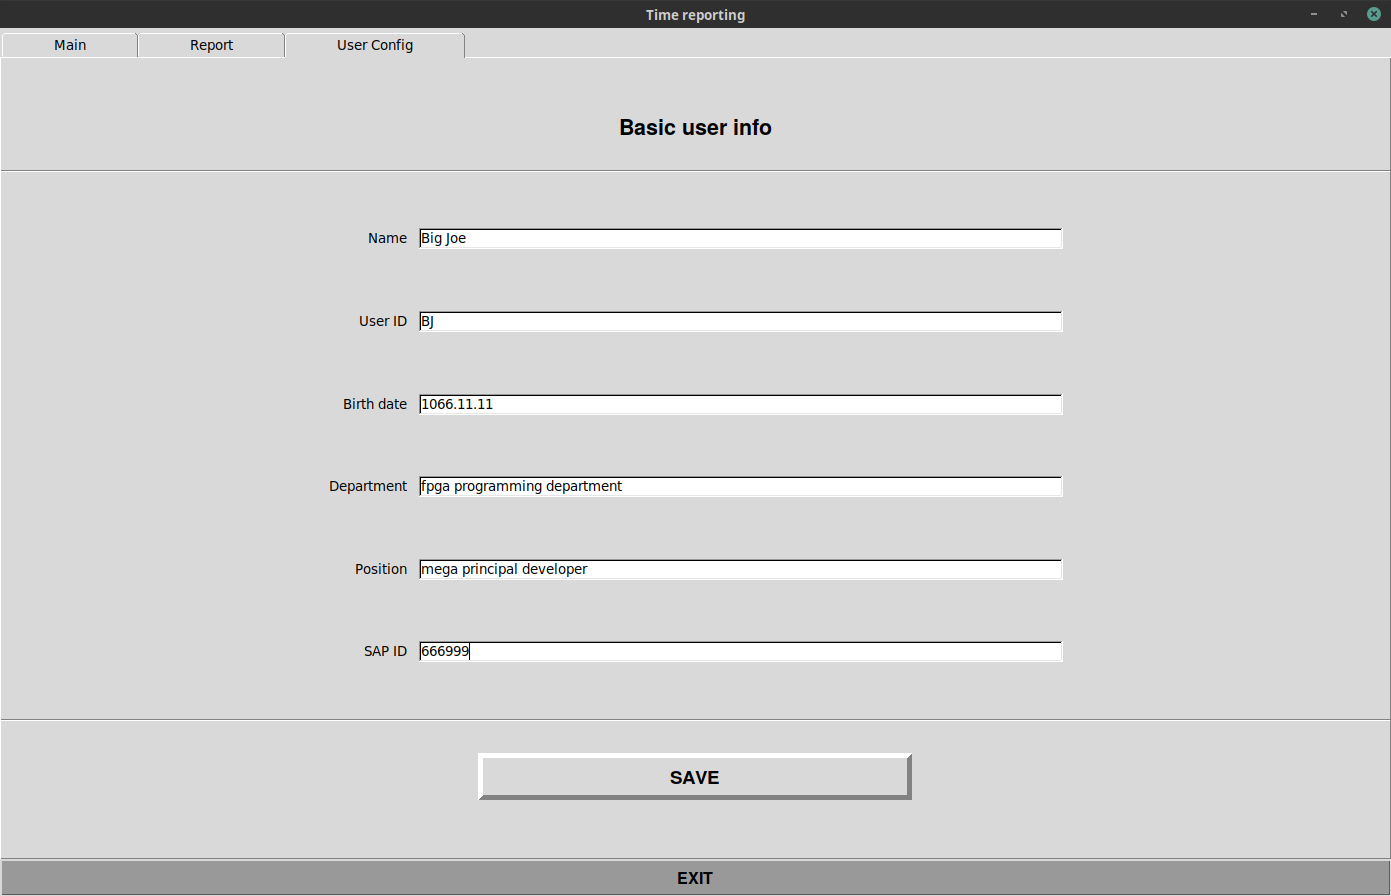 Time reporting
Main Report User Config
Basic user info
Name Big Joe
User ID BJ
Birth date 1066.11.11
Department fpga programming department
Position mega principal developer
SAP ID 666999
SAVE
EXIT